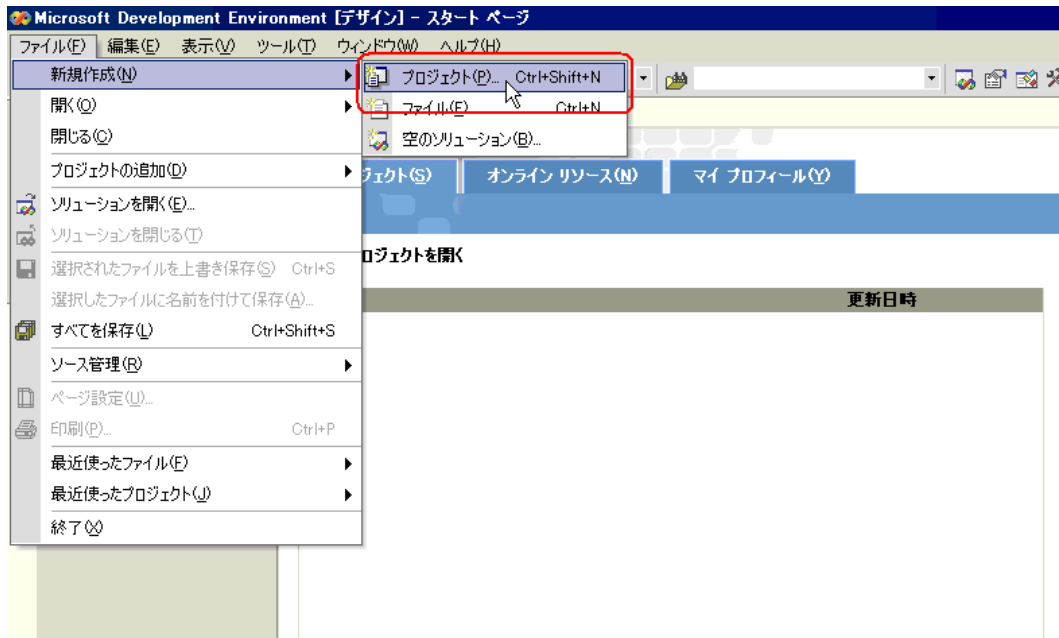 Microsoft Development Environment [デザイン] - スタート ページ
ファイル(F) 編集(E) 表示(V) ツール(T) ウィンドウ(W) ヘルプ(H)
新規作成(N)
プロジェクト(P)... Ctrl+Shift+N
開く(O)
ファイル(F)... Ctrl+N
閉じる(C)
空のソリューション(B)...
プロジェクトの追加(D)
ジェクト(S) オンライン リソース(N) マイ プロフィール(Y)
ソリューションを開く(E)...
ソリューションを閉じる(T)
ロジェクトを開く
選択されたファイルを上書き保存(S) Ctrl+S
選択したファイルに名前を付けて保存(A)...
更新日時
すべてを保存(L) Ctrl+Shift+S
ソース管理(R)
ページ設定(U)...
印刷(P)... Ctrl+P
最近使ったファイル(F)
最近使ったプロジェクト(J)
終了(X)